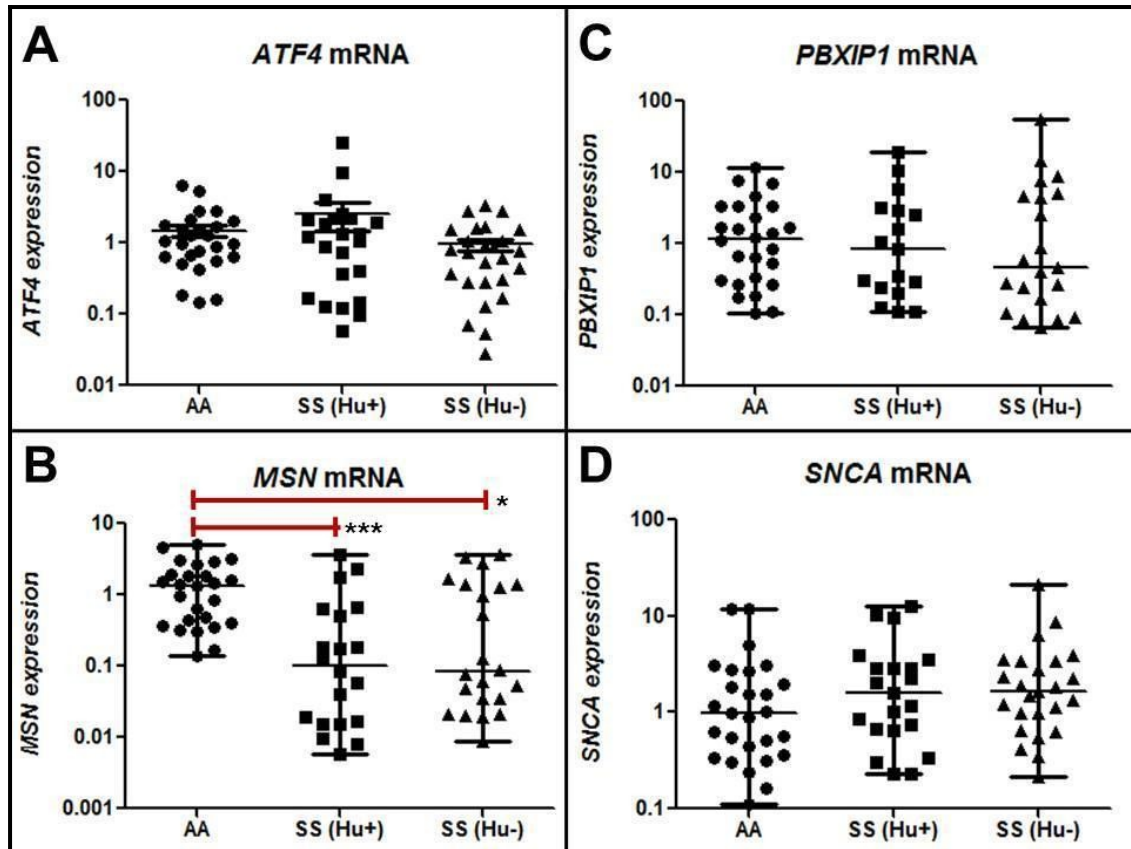 A
ATF4 mRNA
ATF4 expression
100
10
1
0.1
0.01
AA SS (Hu+) SS (Hu-)
C
PBXIP1 mRNA
PBXIP1 expression
100
10
1
0.1
0.01
AA SS (Hu+) SS (Hu-)
B
MSN mRNA
*
***
MSN expression
10
1
0.1
0.01
0.001
AA SS (Hu+) SS (Hu-)
D
SNCA mRNA
SNCA expression
100
10
1
0.1
AA SS (Hu+) SS (Hu-)